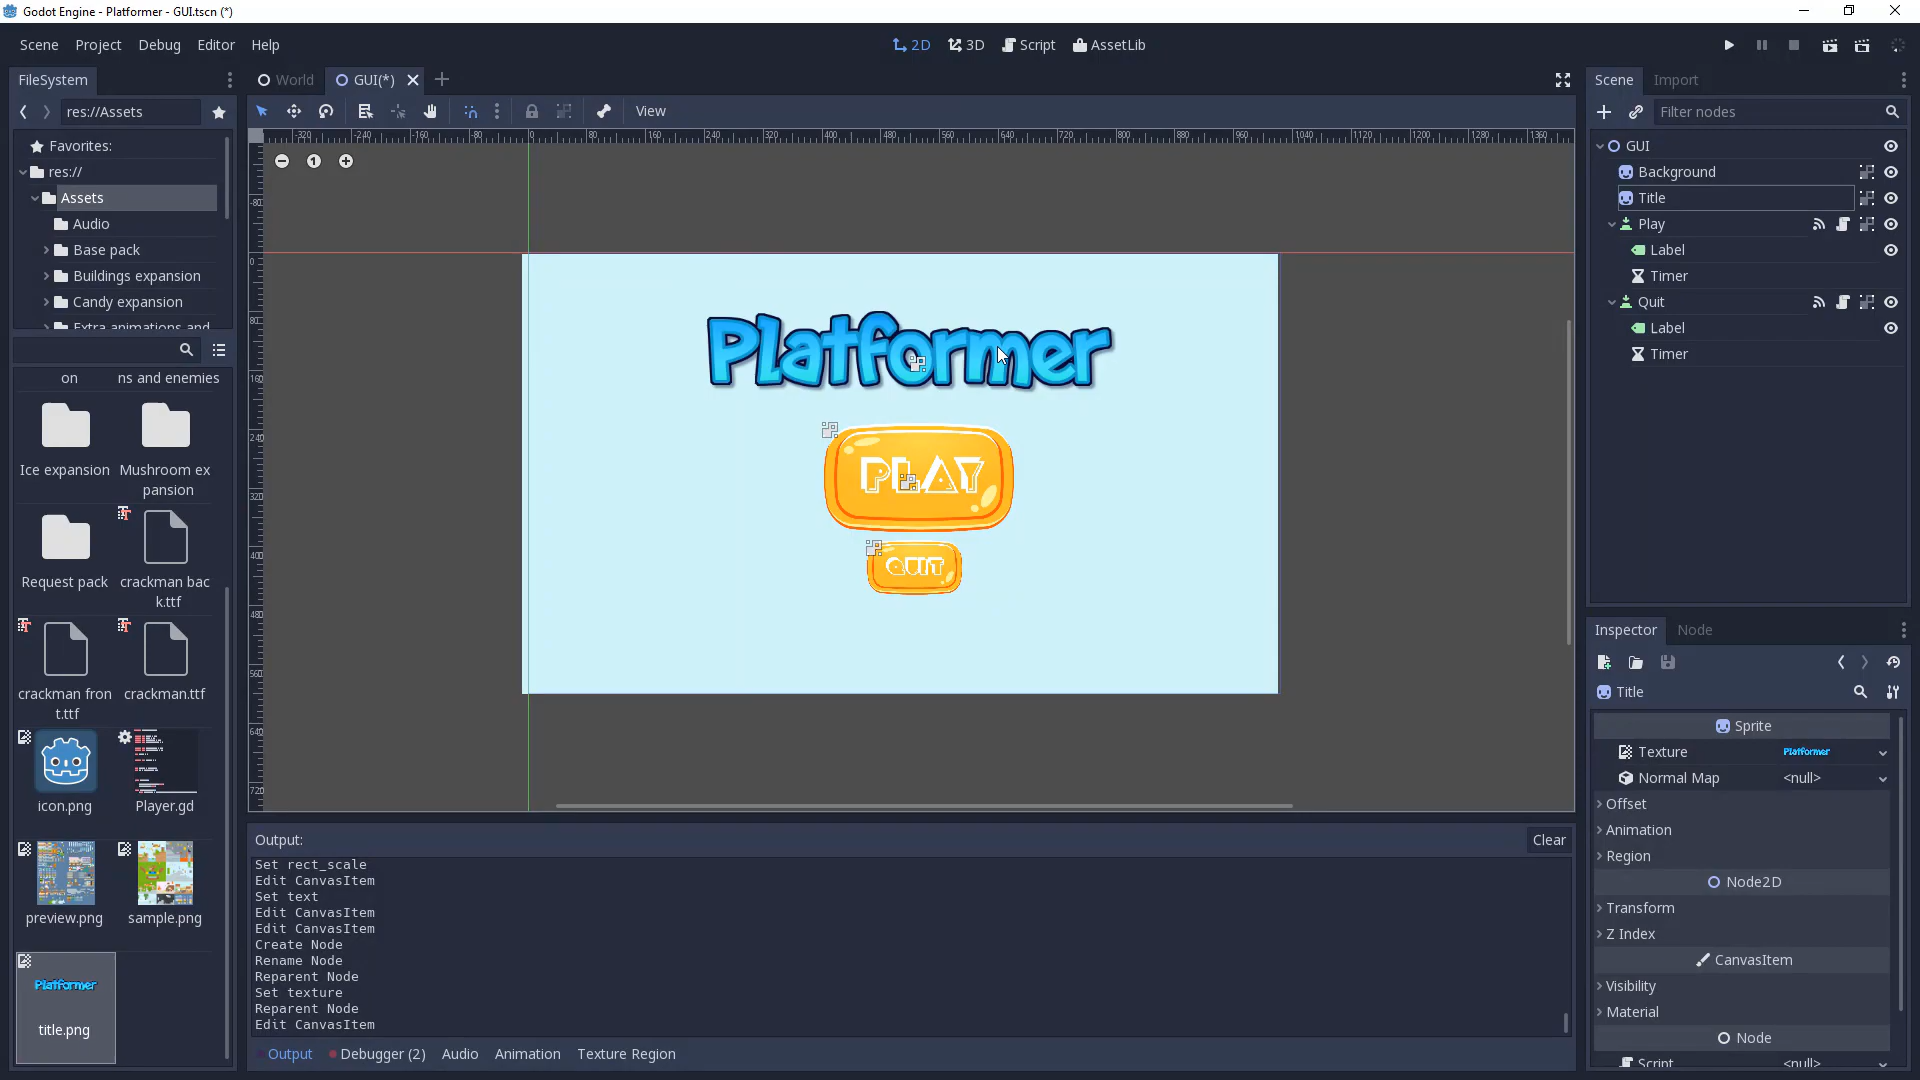 Godot Engine - Platformer - GUI.tscn (*)
Scene Project Debug Editor Help
2D 3D Script AssetLib
FileSystem
World GUI(*)
Scene Import
res://Assets
View
Filter nodes
Favorites:
res://
Assets
Audio
Base pack
Buildings expansion
Candy expansion
Extra animations and
on
ns and enemies
Ice expansion
Mushroom ex
pansion
Request pack
crackman bac
k.ttf
crackman fron
t.ttf
crackman.ttf
icon.png
Player.gd
preview.png
sample.png
Platformer
title.png
Platformer
PLAY
QUIT
Output:
Clear
Set rect_scale
Edit CanvasItem
Set text
Edit CanvasItem
Edit CanvasItem
Create Node
Rename Node
Reparent Node
Set texture
Reparent Node
Edit CanvasItem
Output Debugger (2) Audio Animation Texture Region
GUI
Background
Title
Play
Label
Timer
Quit
Label
Timer
Inspector Node
Title
Sprite
Texture Platformer
Normal Map <null>
Offset
Animation
Region
Node2D
Transform
Z Index
CanvasItem
Visibility
Material
Node
Script <null>